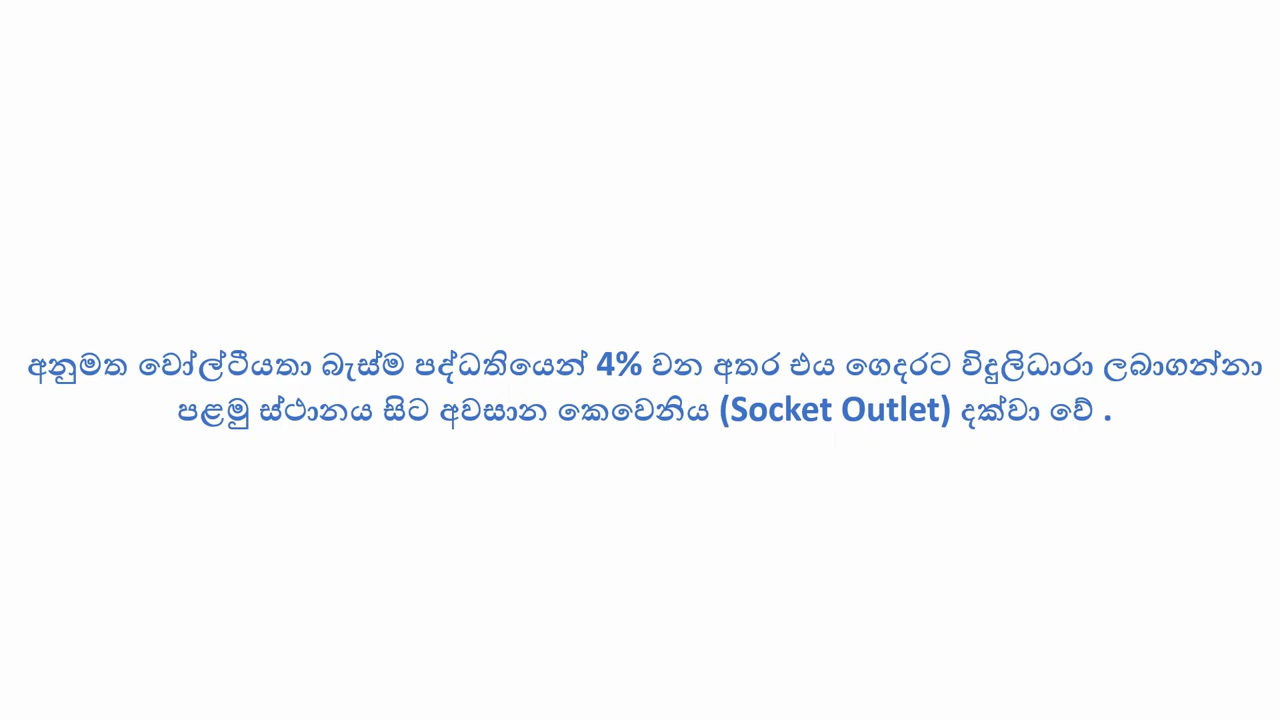 අනුමත වෝල්ටීයතා බැස්ම පද්ධතියෙන් 4% වන අතර එය ගෙදරට විදුලිධාරා ලබාගන්නා
පළමු ස්ථානය සිට අවසාන කෙවෙනිය (Socket Outlet) දක්වා වේ .